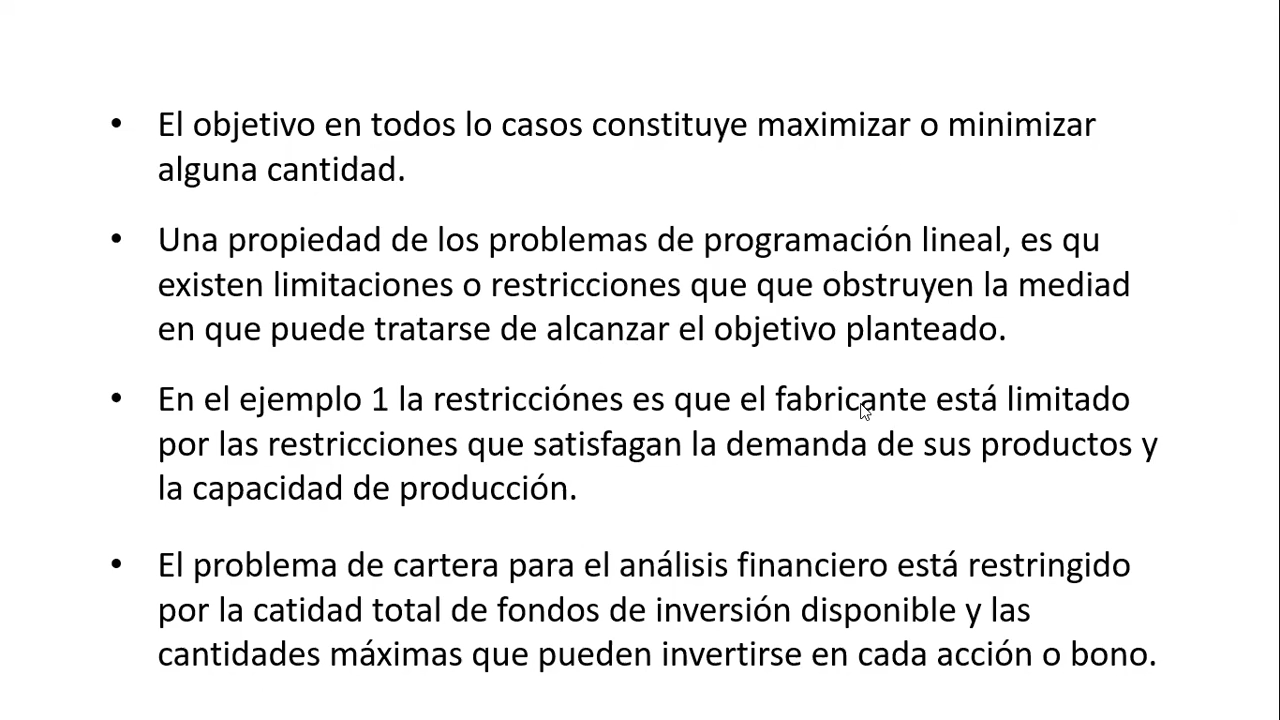 • El objetivo en todos lo casos constituye maximizar o minimizar
alguna cantidad.
• Una propiedad de los problemas de programación lineal, es qu
existen limitaciones o restricciones que que obstruyen la mediad
en que puede tratarse de alcanzar el objetivo planteado.
• En el ejemplo 1 la restricciónes es que el fabricante está limitado
por las restricciones que satisfagan la demanda de sus productos y
la capacidad de producción.
• El problema de cartera para el análisis financiero está restringido
por la catidad total de fondos de inversión disponible y las
cantidades máximas que pueden invertirse en cada acción o bono.